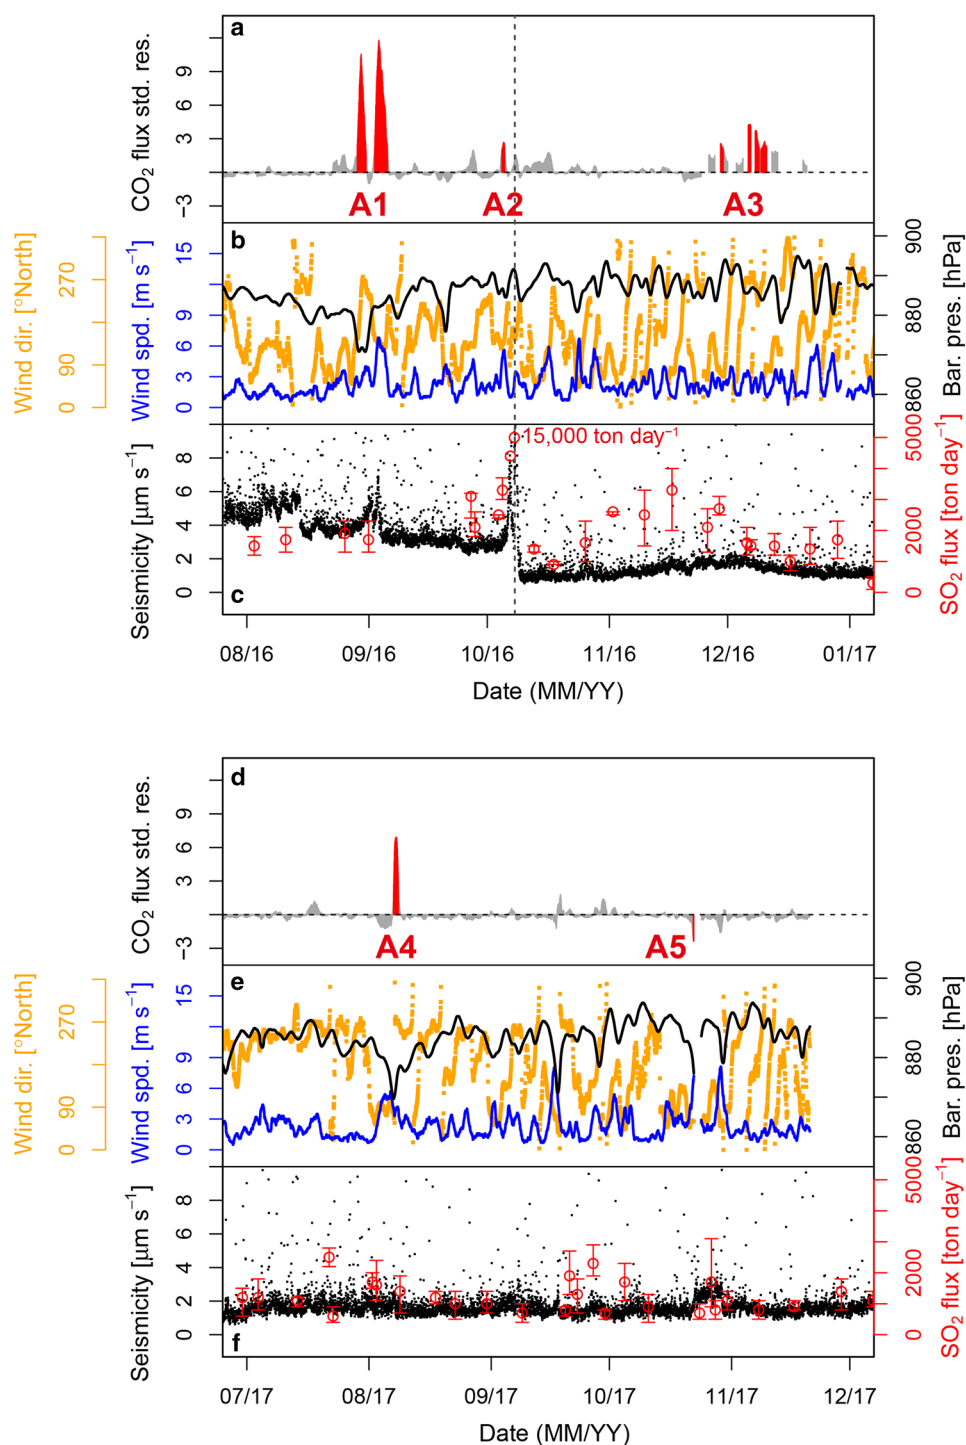 a
CO2 flux std. res.
9
6
3
−3
A1
A2
A3
b
Wind dir. [°North]
270
90
0
Wind spd. [m s−1]
15
9
6
3
0
900
880
860
Bar. pres. [hPa]
c
Seismicity [µm s−1]
8
6
4
2
0
15,000 ton day−1
5000
2000
0
SO2 flux [ton day−1]
08/16
09/16
10/16
11/16
12/16
01/17
Date (MM/YY)
d
CO2 flux std. res.
9
6
3
−3
A4
A5
e
Wind dir. [°North]
270
90
0
Wind spd. [m s−1]
15
9
6
3
0
900
880
860
Bar. pres. [hPa]
f
Seismicity [µm s−1]
8
6
4
2
0
5000
2000
0
SO2 flux [ton day−1]
07/17
08/17
09/17
10/17
11/17
12/17
Date (MM/YY)